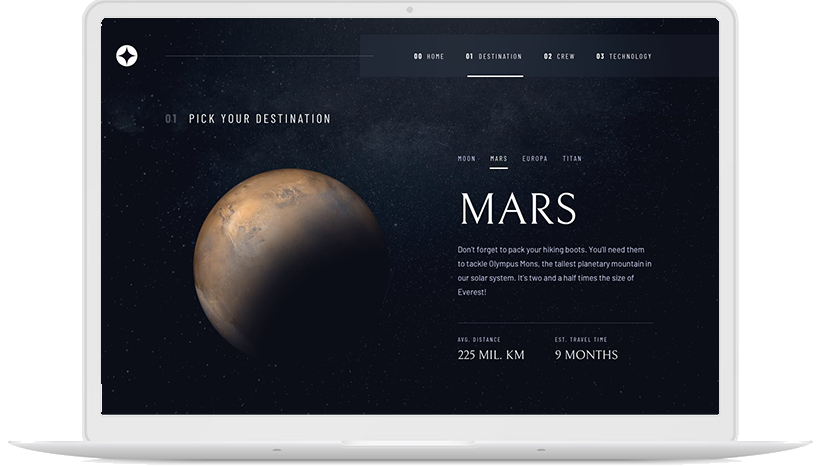 00 HOME 01 DESTINATION 02 CREW 03 TECHNOLOGY
01 PICK YOUR DESTINATION
MOON MARS EUROPA TITAN
MARS
Don't forget to pack your hiking boots. You'll need them
to tackle Olympus Mons, the tallest planetary mountain in
our solar system. It's two and a half times the size of
Everest!
AVG. DISTANCE EST. TRAVEL TIME
225 MIL. KM 9 MONTHS